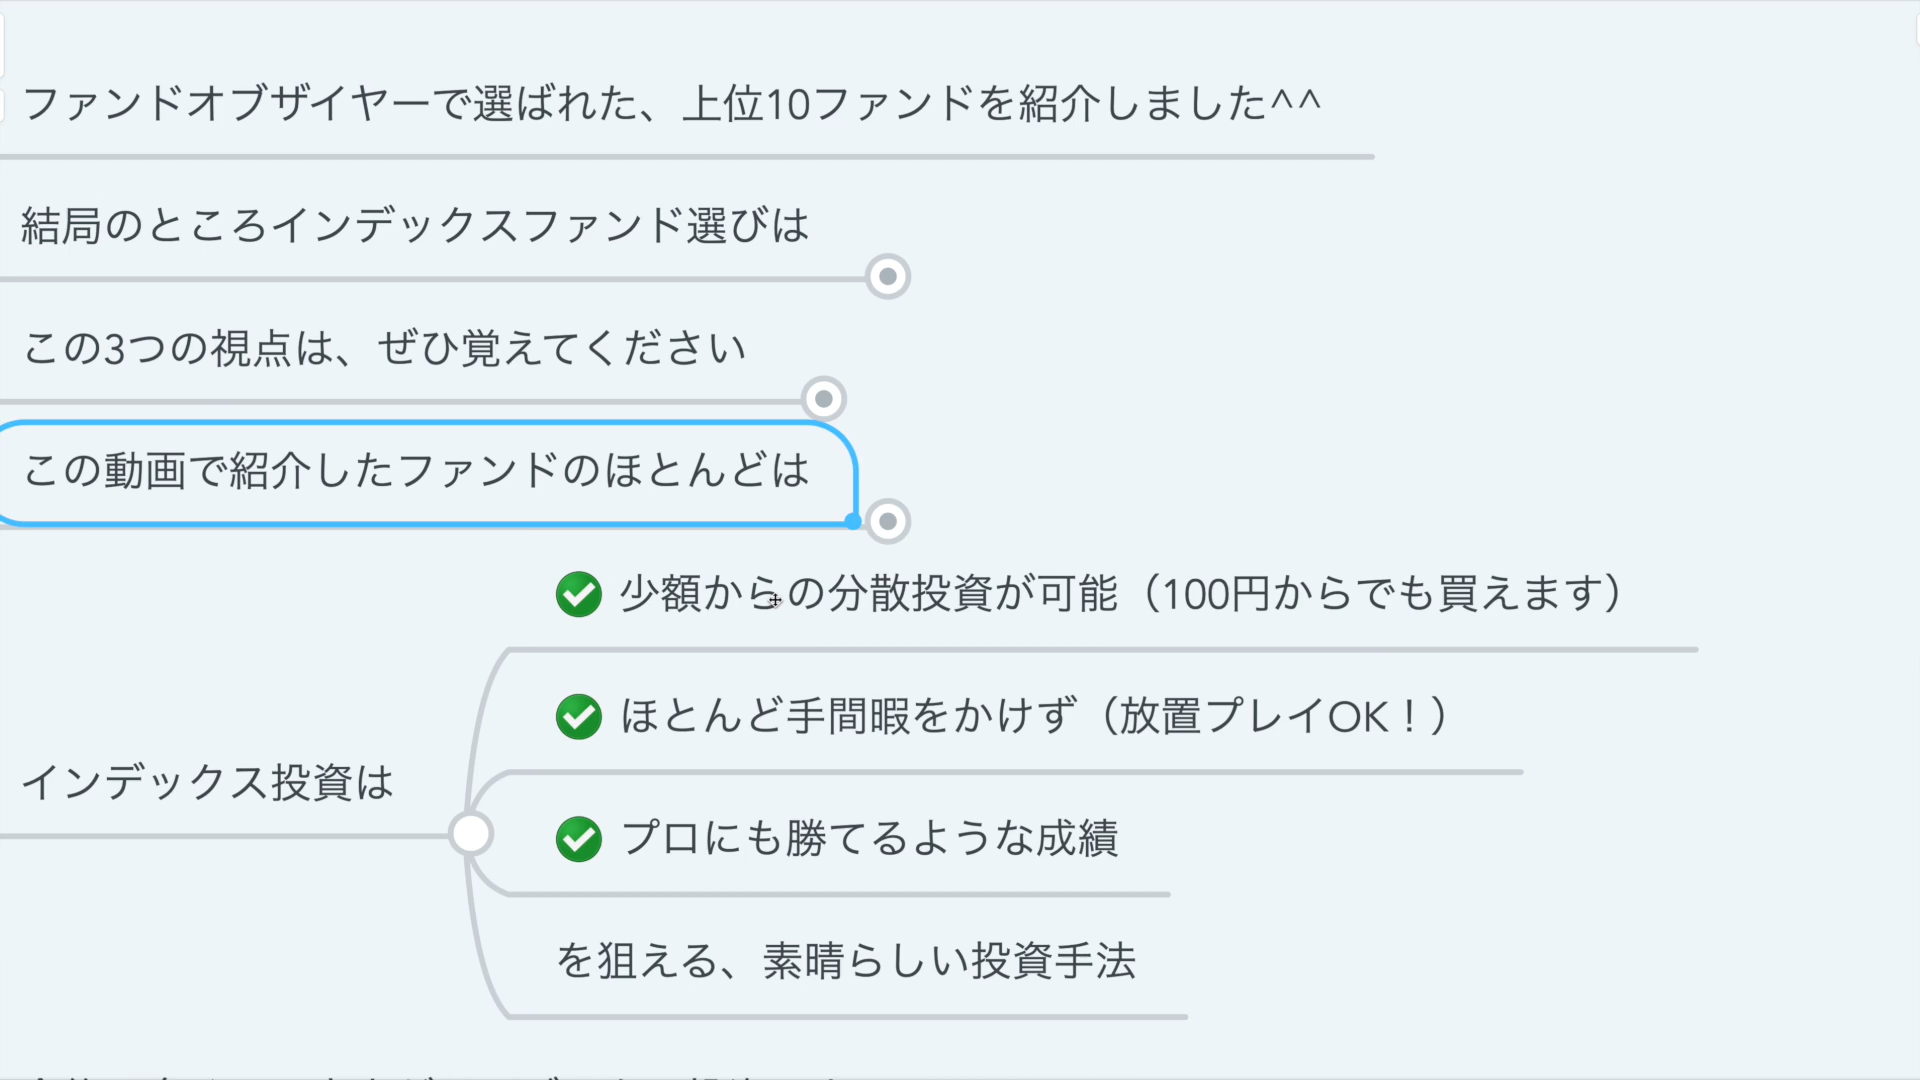 ファンドオブザイヤーで選ばれた、上位10ファンドを紹介しました^^
結局のところインデックスファンド選びは
この3つの視点は、ぜひ覚えてください
この動画で紹介したファンドのほとんどは
少額からの分散投資が可能（100円からでも買えます）
ほとんど手間暇をかけず（放置プレイOK！）
インデックス投資は
プロにも勝てるような成績
を狙える、素晴らしい投資手法